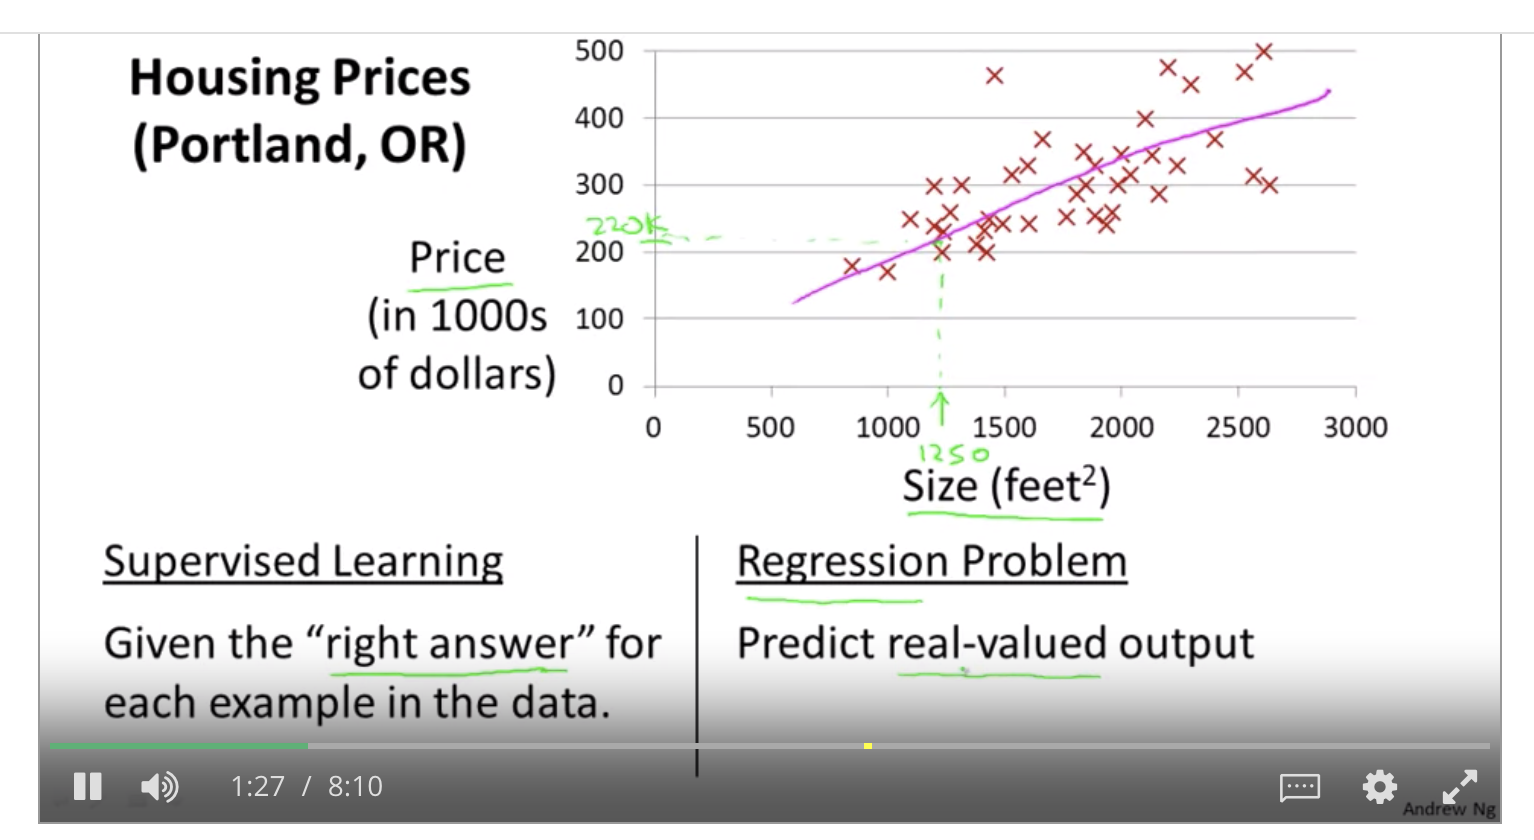 Housing Prices
(Portland, OR)
500
400
300
220K
200
100
0
Price
(in 1000s
of dollars)
0 500 1000 1500 2000 2500 3000
1250
Size (feet²)
Supervised Learning
Given the “right answer” for
each example in the data.
Regression Problem
Predict real-valued output
1:27 / 8:10
Andrew Ng